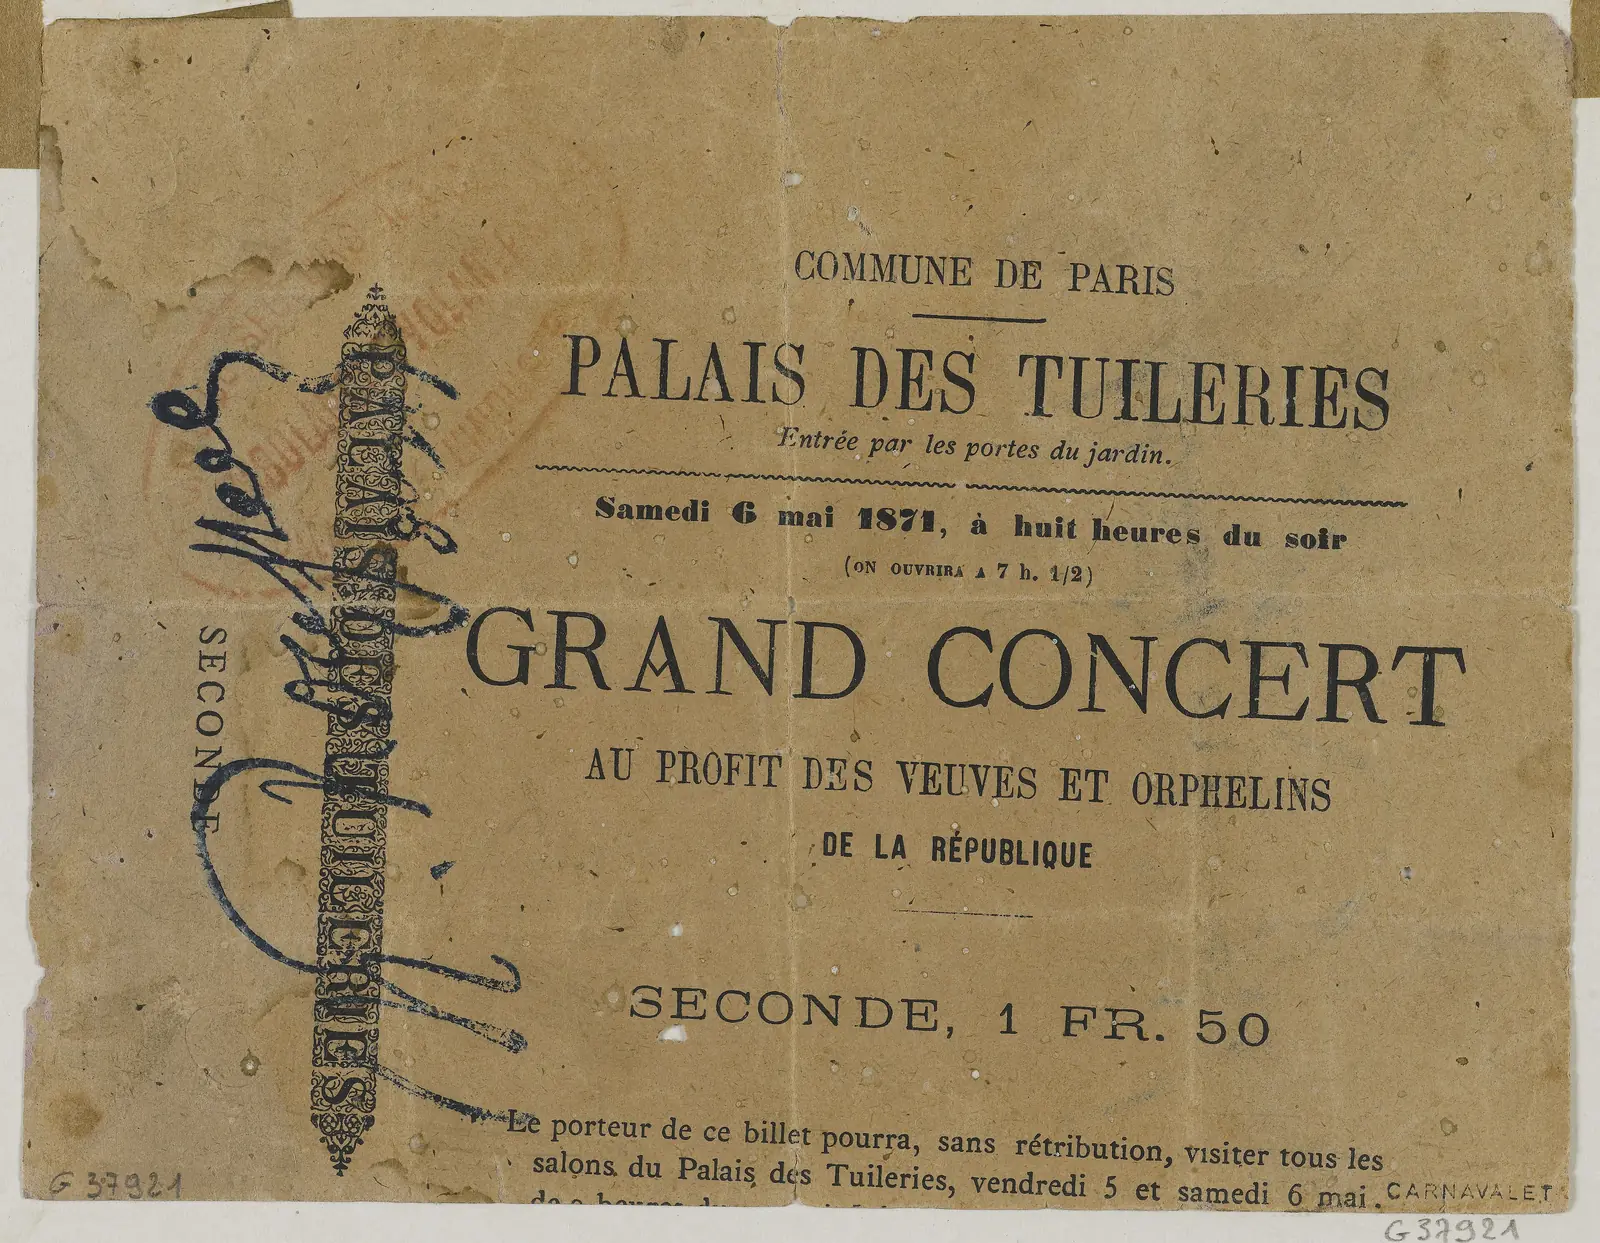 COMMUNE DE PARIS
PALAIS DES TUILERIES
Entrée par les portes du jardin.
Samedi 6 mai 1871, à huit heures du soir
(ON OUVRIRA A 7 h. 1/2)
GRAND CONCERT
AU PROFIT DES VEUVES ET ORPHELINS
DE LA RÉPUBLIQUE
SECONDE, 1 FR. 50
Le porteur de ce billet pourra, sans rétribution, visiter tous les
salons du Palais des Tuileries, vendredi 5 et samedi 6 mai.
PALAIS DES TUILERIES
SECONDE
G 37921
CARNAVALET
G 37921